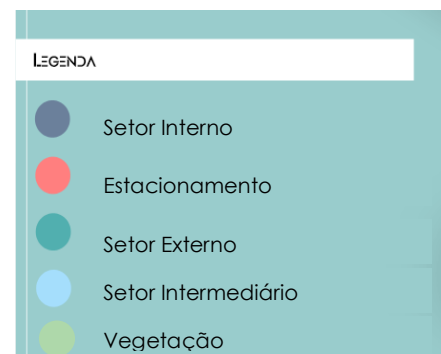 LEGENDA
Setor Interno
Estacionamento
Setor Externo
Setor Intermediário
Vegetação